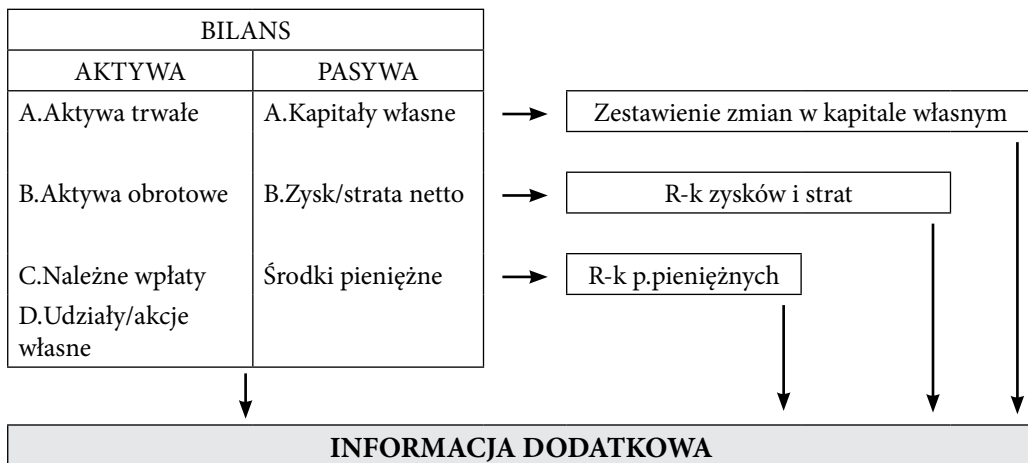 BILANS
AKTYWA PASYWA
A.Aktywa trwałe A.Kapitały własne Zestawienie zmian w kapitale własnym
B.Aktywa obrotowe B.Zysk/strata netto R-k zysków i strat
C.Należne wpłaty Środki pieniężne R-k p.pieniężnych
D.Udziały/akcje
własne
INFORMACJA DODATKOWA